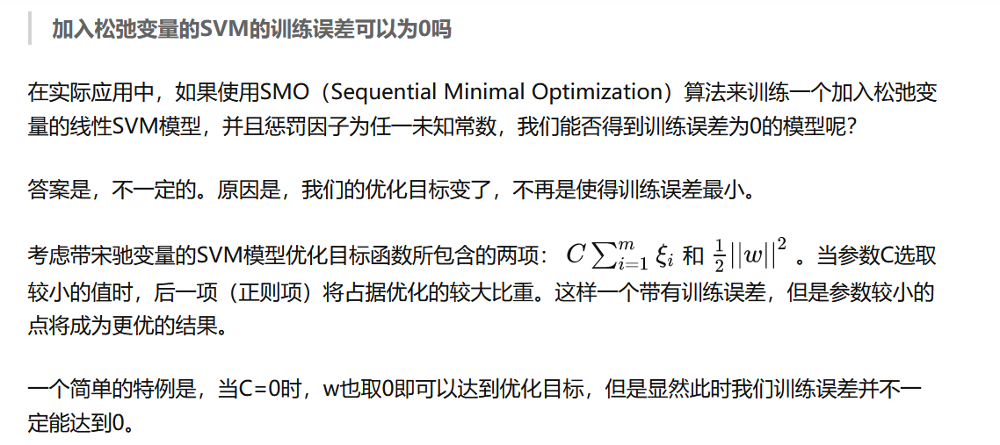 加入松弛变量的SVM的训练误差可以为0吗
在实际应用中，如果使用SMO（Sequential Minimal Optimization）算法来训练一个加入松弛变
量的线性SVM模型，并且惩罚因子为任一未知常数，我们能否得到训练误差为0的模型呢？
答案是，不一定的。原因是，我们的优化目标变了，不再是使得训练误差最小。
考虑带宋驰变量的SVM模型优化目标函数所包含的两项： $C\sum_{i=1}^{m}\xi_i$ 和 $\frac{1}{2}||w||^2$ 。当参数C选取
较小的值时，后一项（正则项）将占据优化的较大比重。这样一个带有训练误差，但是参数较小的
点将成为更优的结果。
一个简单的特例是，当C=0时，w也取0即可以达到优化目标，但是显然此时我们训练误差并不一
定能达到0。